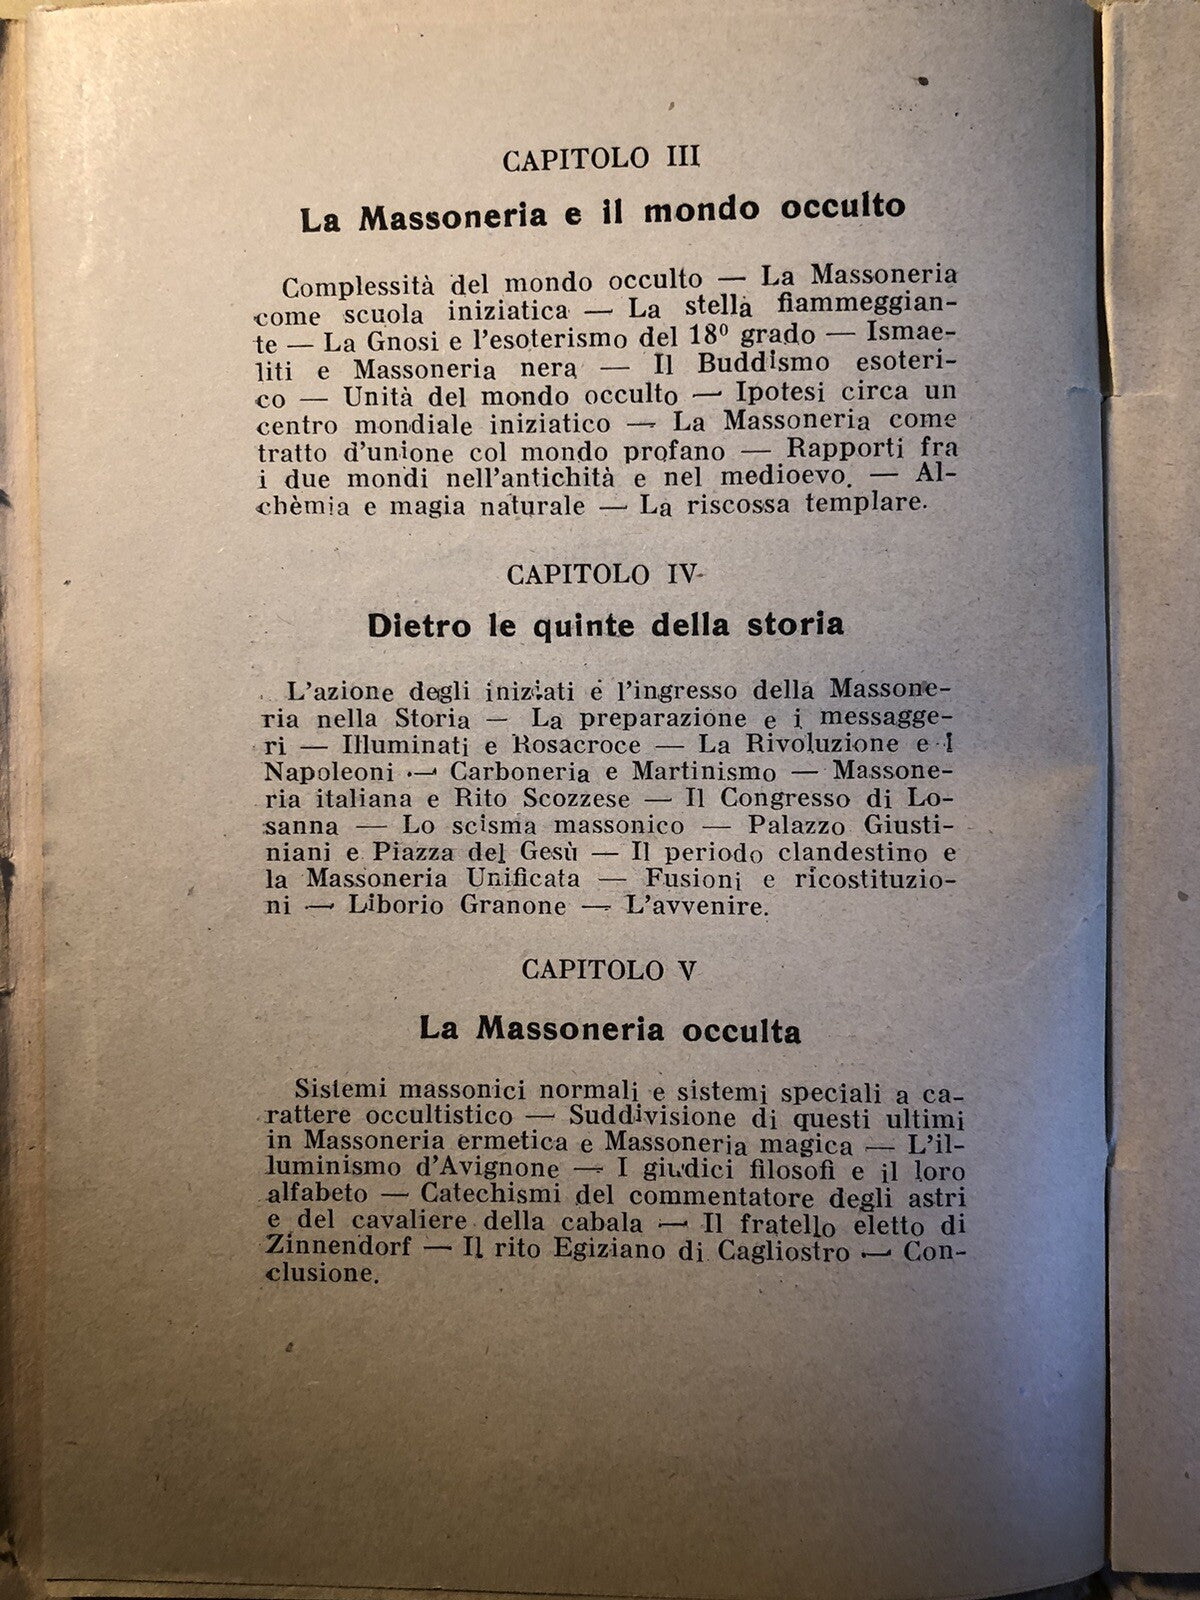 CAPITOLO III
La Massoneria e il mondo occulto
Complessità del mondo occulto — La Massoneria
come scuola iniziatica — La stella fiammeggian-
te — La Gnosi e l'esoterismo del 18º grado — Ismae-
liti e Massoneria nera — Il Buddismo esoteri-
co — Unità del mondo occulto — Ipotesi circa un
centro mondiale iniziatico — La Massoneria come
tratto d'unione col mondo profano — Rapporti fra
i due mondi nell'antichità e nel medioevo. — Al-
chèmia e magia naturale — La riscossa templare.
CAPITOLO IV
Dietro le quinte della storia
L'azione degli iniziati e l'ingresso della Massone-
ria nella Storia — La preparazione e i messagge-
ri — Illuminati e Rosacroce — La Rivoluzione e I
Napoleoni — Carboneria e Martinismo — Massone-
ria italiana e Rito Scozzese — Il Congresso di Lo-
sanna — Lo scisma massonico — Palazzo Giusti-
niani e Piazza del Gesù — Il periodo clandestino e
la Massoneria Unificata — Fusioni e ricostituzio-
ni — Liborio Granone — L'avvenire.
CAPITOLO V
La Massoneria occulta
Sistemi massonici normali e sistemi speciali a ca-
rattere occultistico — Suddivisione di questi ultimi
in Massoneria ermetica e Massoneria magica — L'il-
luminismo d'Avignone — I giudici filosofi e il loro
alfabeto — Catechismi del commentatore degli astri
e del cavaliere della cabala — Il fratello eletto di
Zinnendorf — Il rito Egiziano di Cagliostro — Con-
clusione.